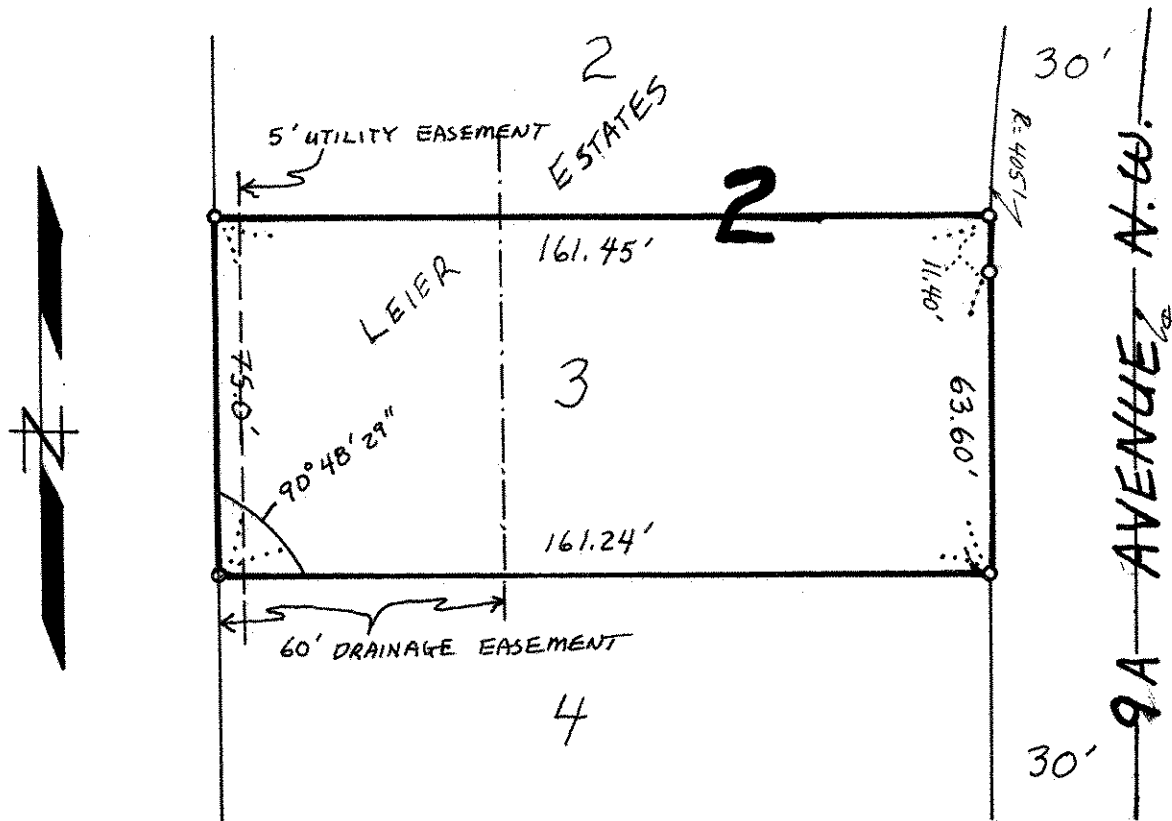 2
30'
5' UTILITY EASEMENT
ESTATES
2
161.45'
LEIER
11.40'
75.0'
3
63.60'
90°48'29"
161.24'
60' DRAINAGE EASEMENT
4
30'
9A AVENUE N.W.
N